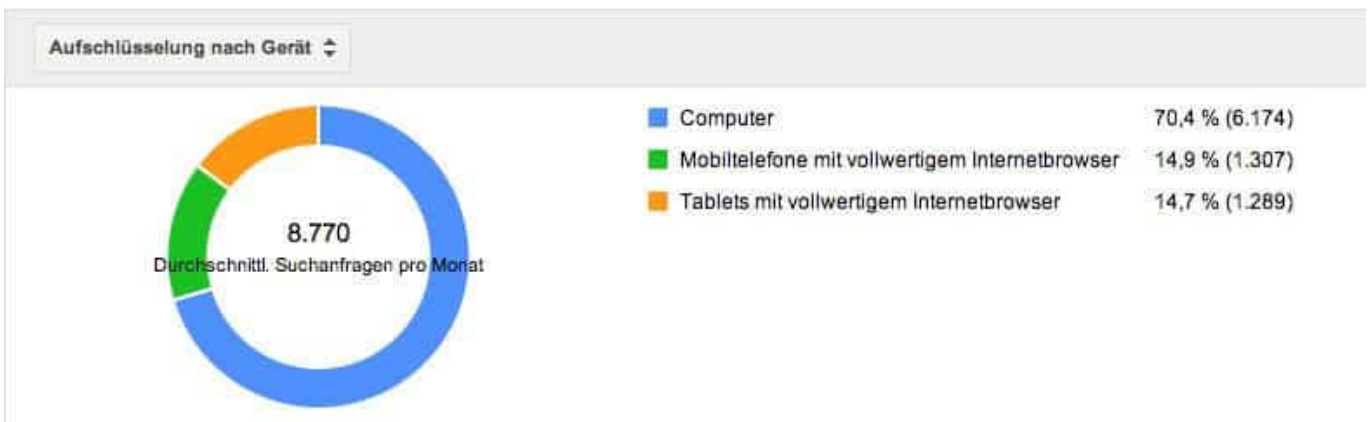 Aufschlüsselung nach Gerät
8.770
Durchschnittl. Suchanfragen pro Monat
Computer 70,4 % (6.174)
Mobiltelefone mit vollwertigem Internetbrowser 14,9 % (1.307)
Tablets mit vollwertigem Internetbrowser 14,7 % (1.289)